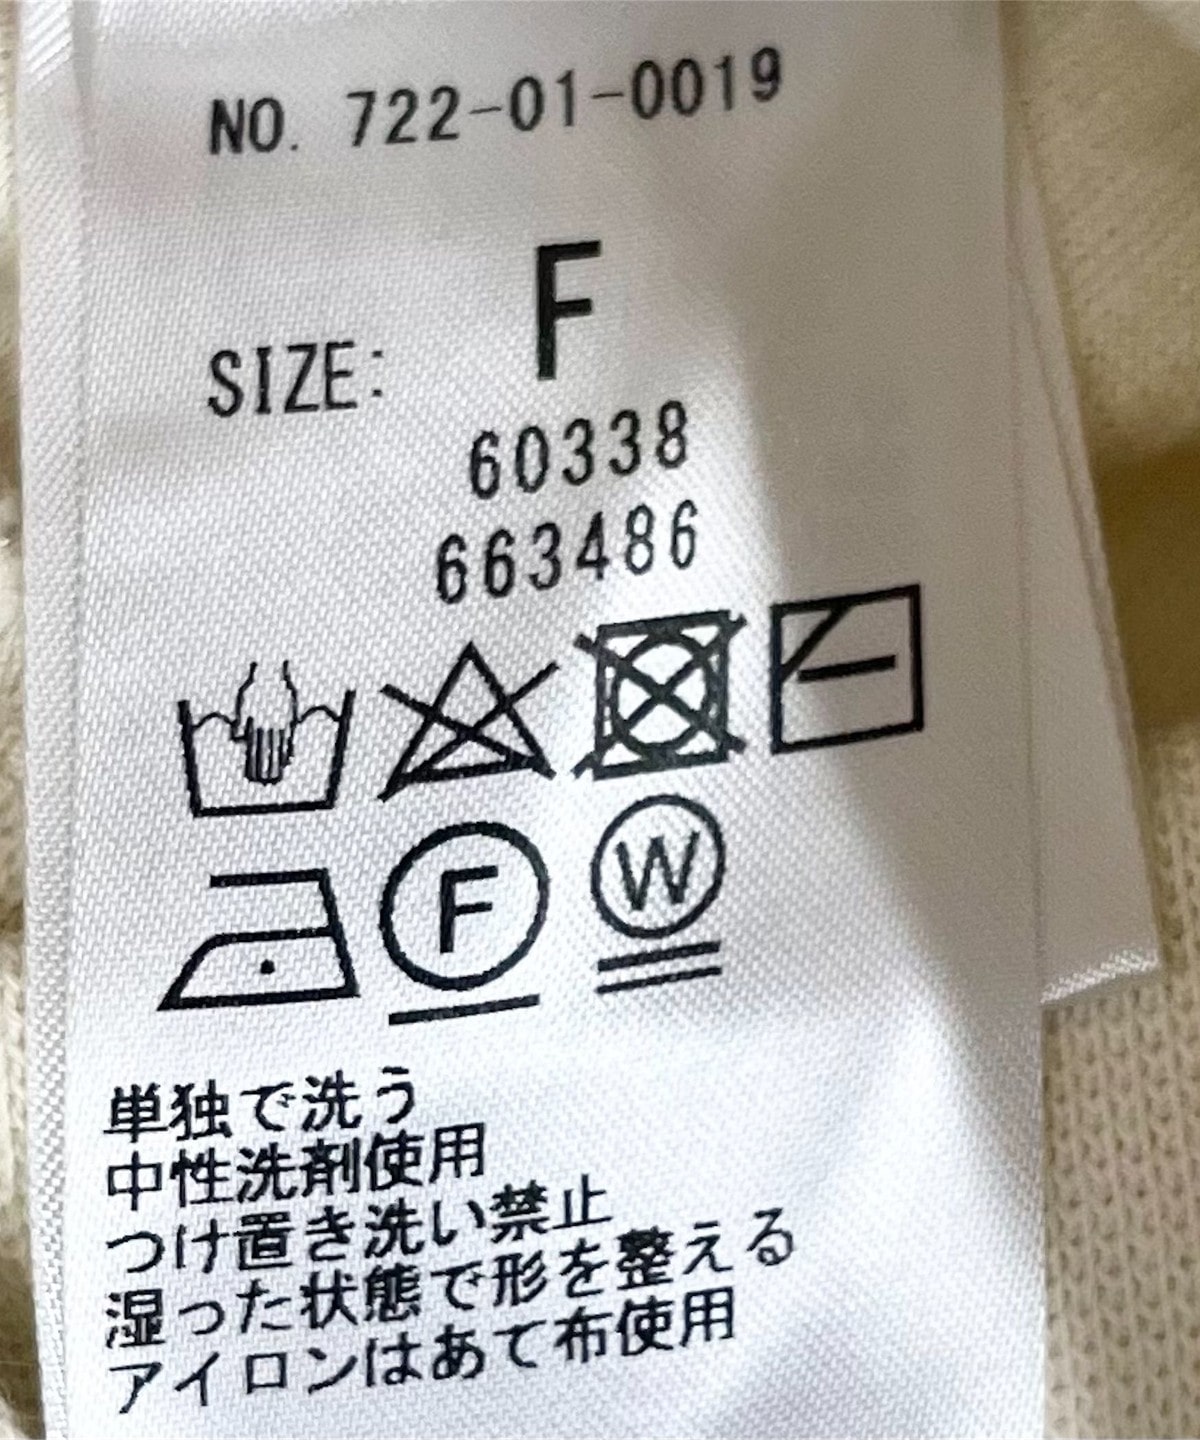 NO. 722-01-0019
F
SIZE:
60338
663486
F
W
単独で洗う
中性洗剤使用
つけ置き洗い禁止
湿った状態で形を整える
アイロンはあて布使用